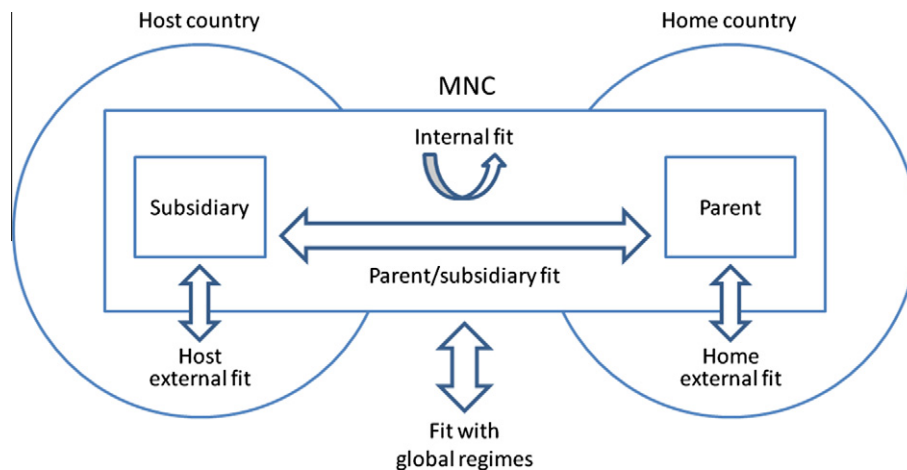 Host country
Home country
MNC
Internal fit
Subsidiary
Parent
Parent/subsidiary fit
Host
external fit
Home
external fit
Fit with
global regimes